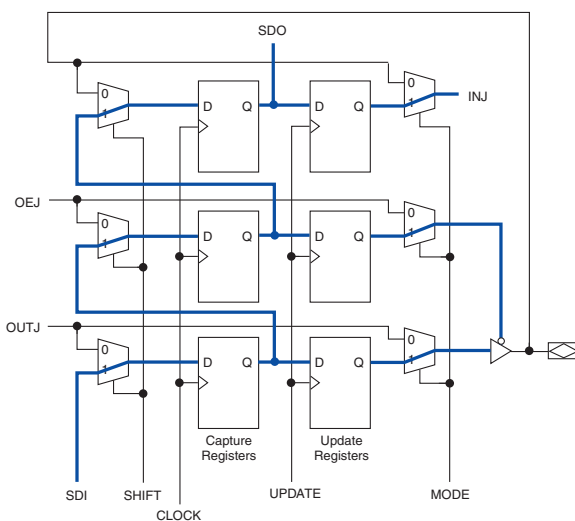 SDO
0
1
D Q
D Q
0
1
INJ
OEJ
0
1
D Q
D Q
0
1
OUTJ
0
1
D Q
D Q
0
1
Capture
Registers
Update
Registers
SDI
SHIFT
CLOCK
UPDATE
MODE